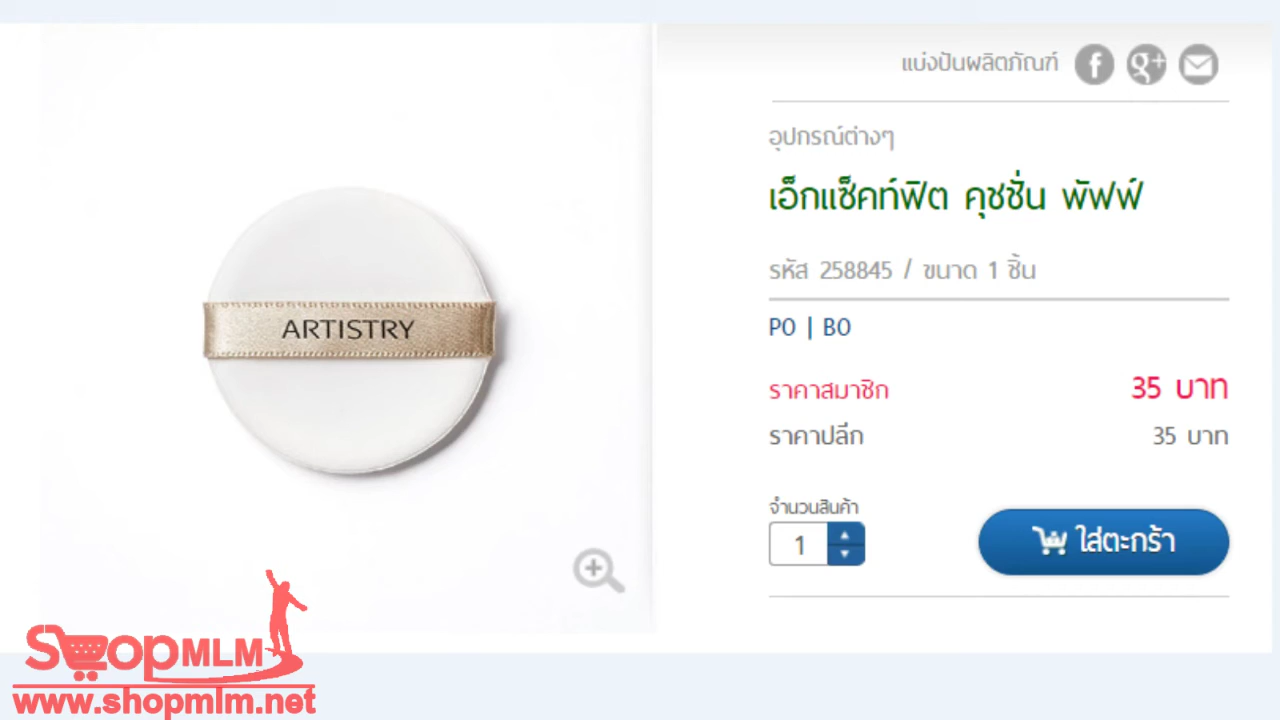 ARTISTRY
แบ่งปันผลิตภัณฑ์
อุปกรณ์ต่างๆ
เอ็กแซ็คท์ฟิต คุชชั่น พัฟฟ์
รหัส 258845 / ขนาด 1 ชิ้น
PO | BO
ราคาสมาชิก 35 บาท
ราคาปลีก 35 บาท
จำนวนสินค้า
1
ใส่ตะกร้า
SHOPMLM
www.shopmlm.net